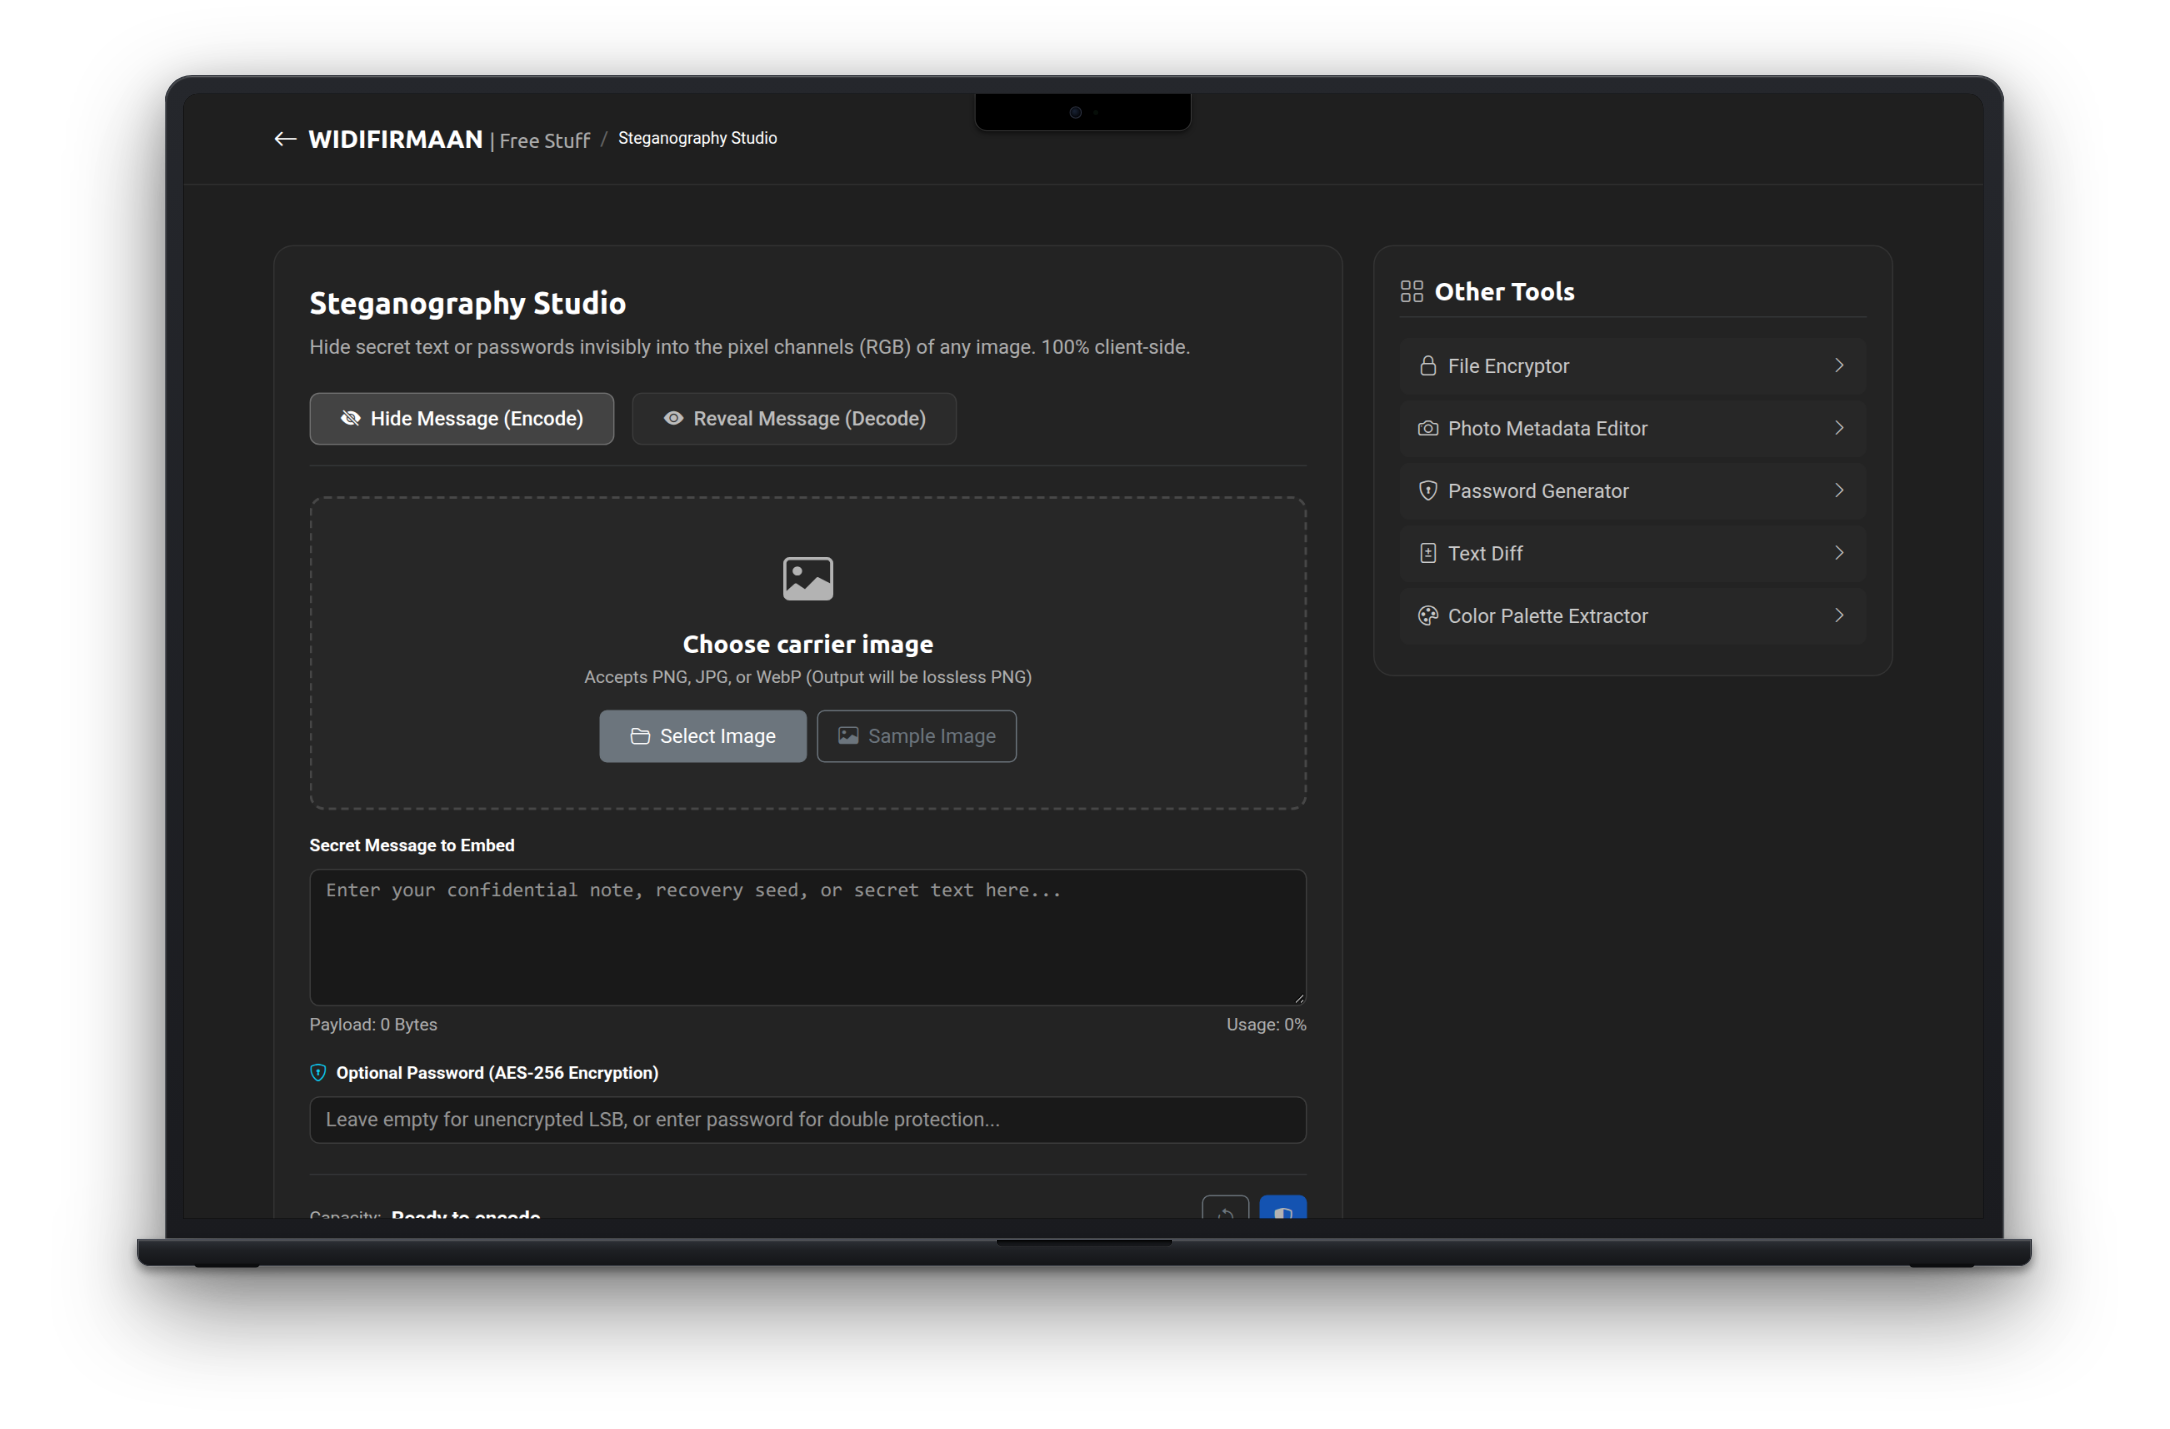 WIDIFIRMAAN | Free Stuff / Steganography Studio
Steganography Studio
Hide secret text or passwords invisibly into the pixel channels (RGB) of any image. 100% client-side.
Hide Message (Encode)
Reveal Message (Decode)
Choose carrier image
Accepts PNG, JPG, or WebP (Output will be lossless PNG)
Select Image
Sample Image
Secret Message to Embed
Enter your confidential note, recovery seed, or secret text here...
Payload: 0 Bytes
Usage: 0%
Optional Password (AES-256 Encryption)
Leave empty for unencrypted LSB, or enter password for double protection...
Capacity: Ready to encode
Other Tools
File Encryptor
Photo Metadata Editor
Password Generator
Text Diff
Color Palette Extractor